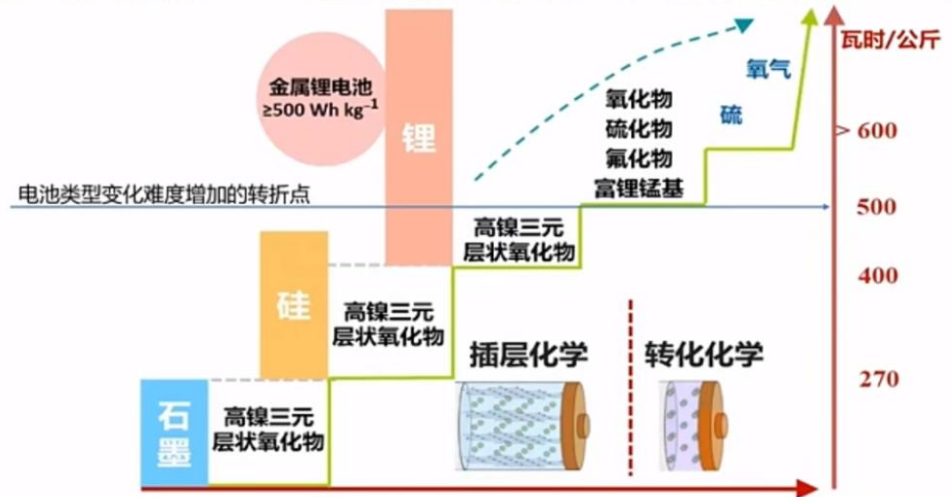 瓦时/公斤
氧气
金属锂电池
≥500 Wh kg⁻¹
锂
氧化物
硫
硫化物
氟化物
富锂锰基
600
电池类型变化难度增加的转折点
500
高镍三元
层状氧化物
400
硅
高镍三元
层状氧化物
插层化学
转化化学
270
石墨
高镍三元
层状氧化物